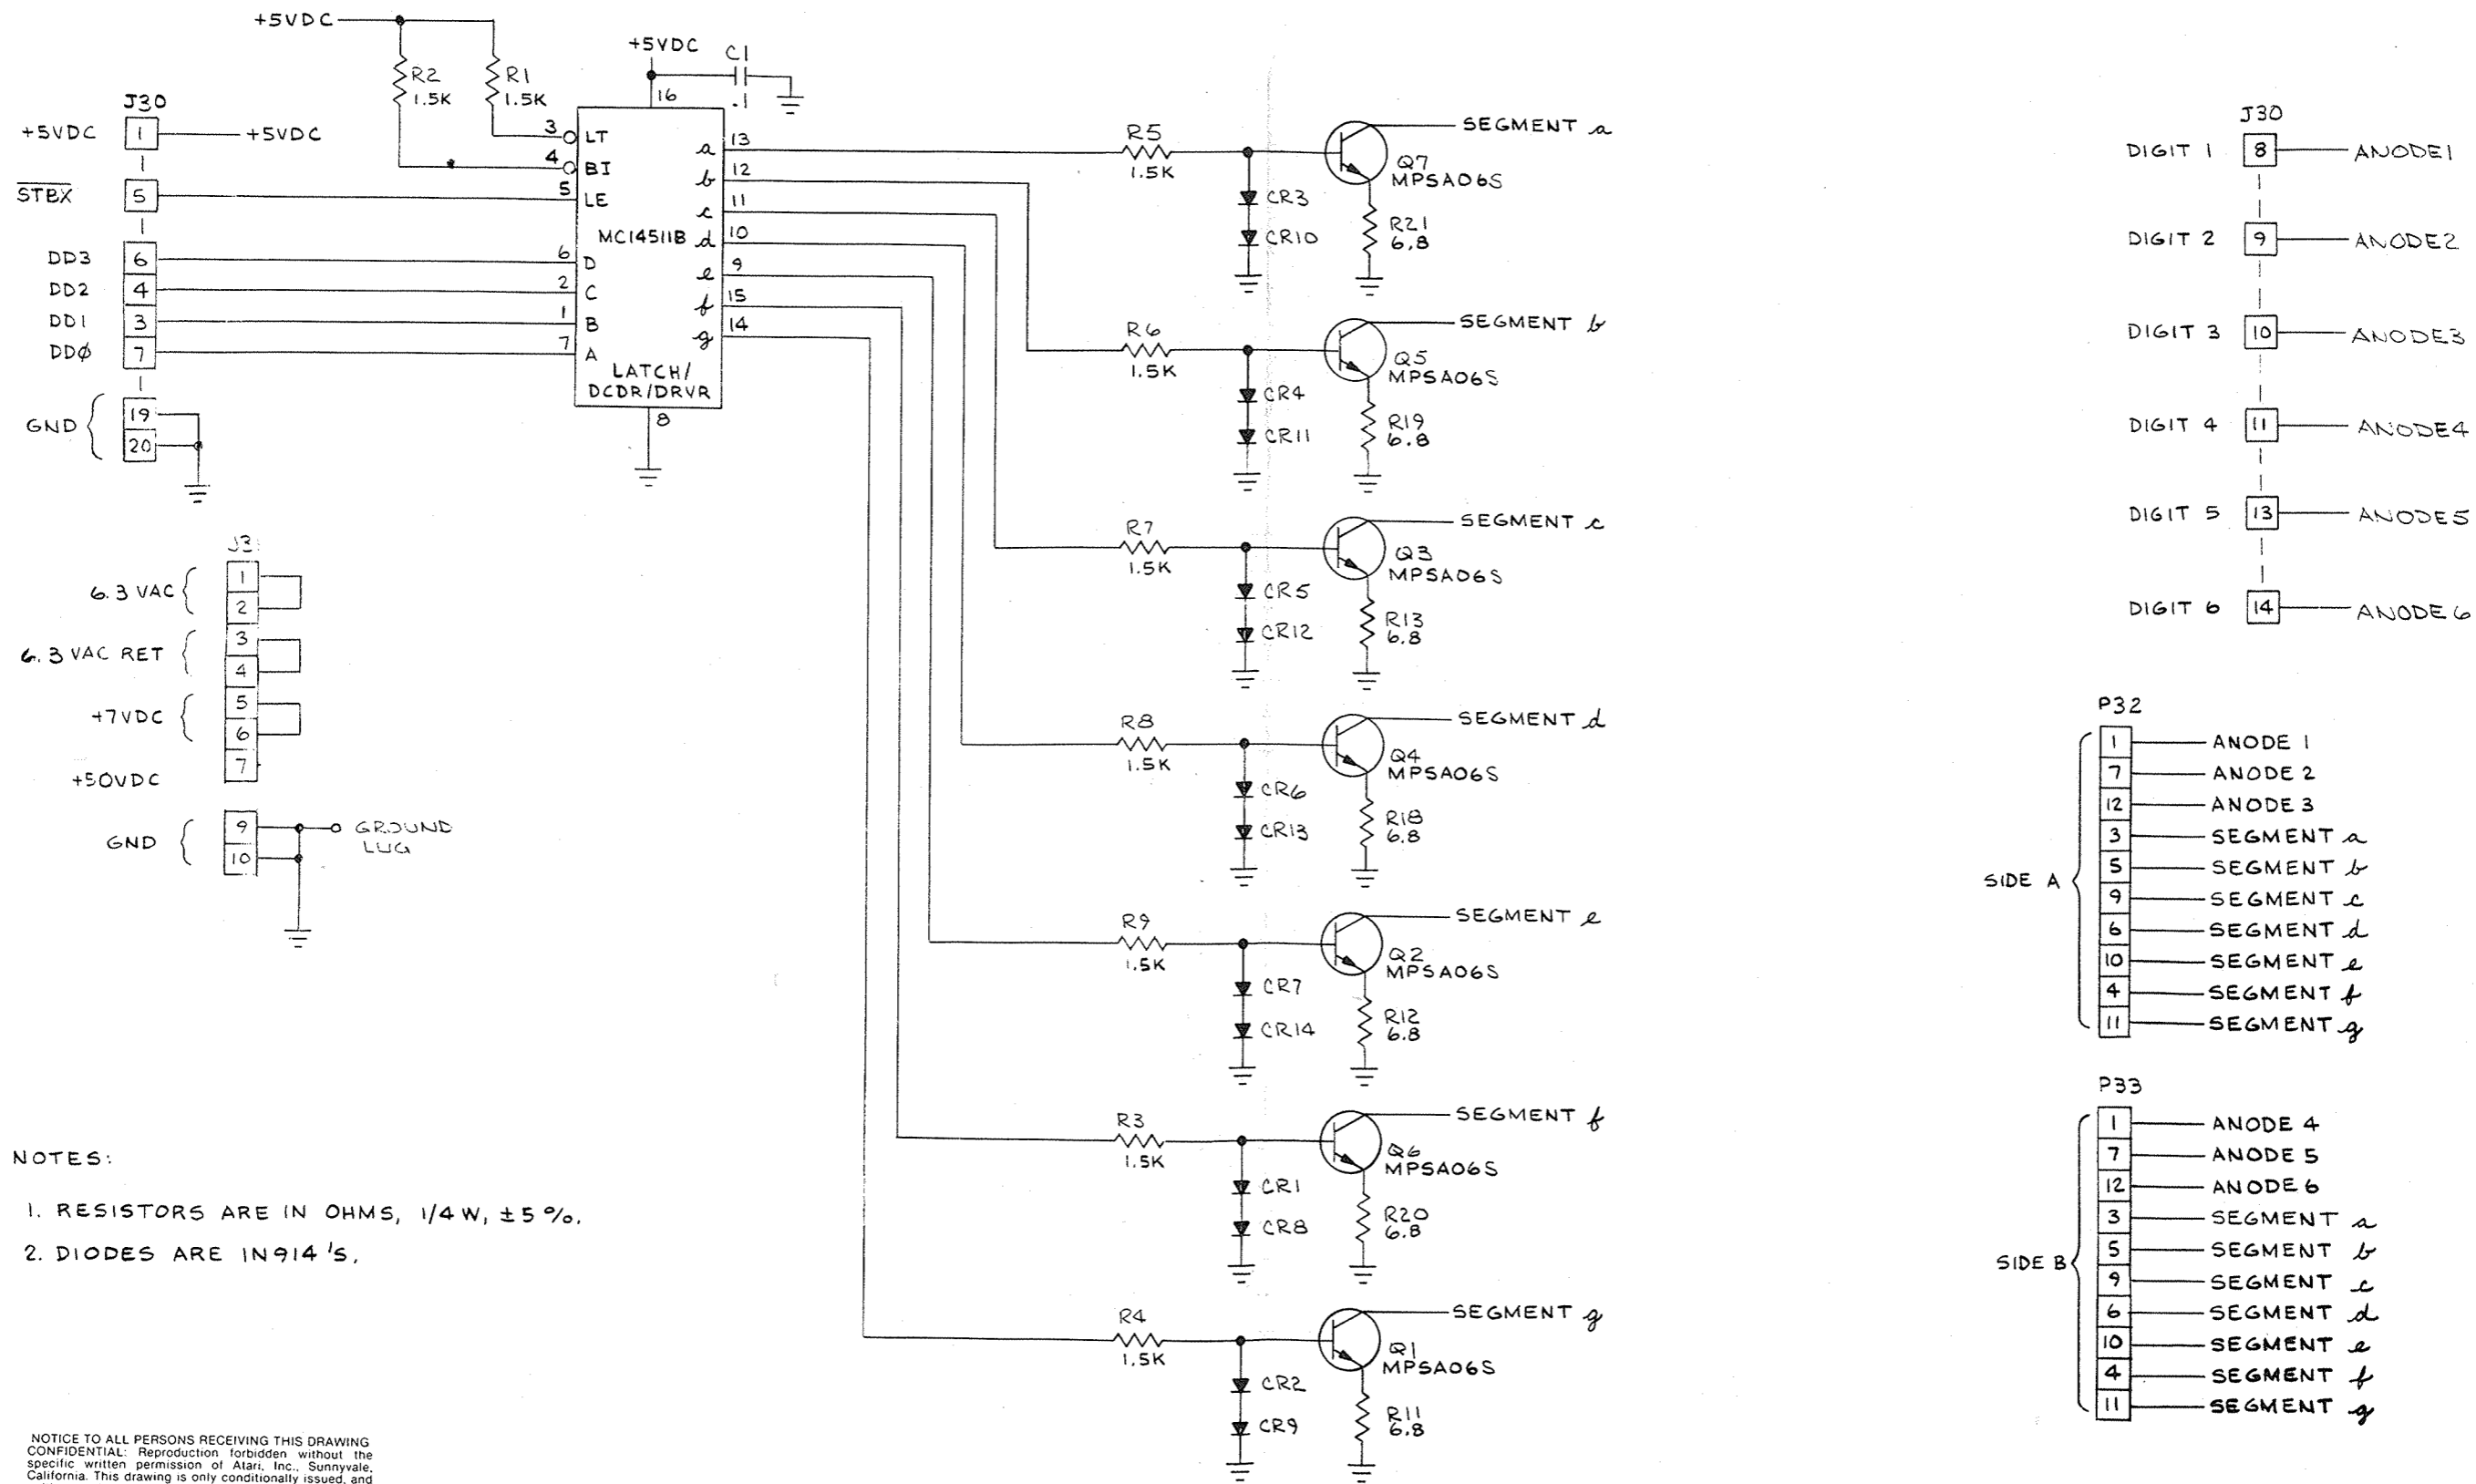 +5VDC
R2
1.5K
R1
1.5K
+5VDC
C1
.1
16
J30
+5VDC 1 +5VDC
STBX 5
DD3 6
DD2 4
DD1 3
DDϕ 7
GND 19
20
3 LT
4 BI
5 LE
6 D
2 C
1 B
7 A
MC14511B
LATCH/
DCDR/DRVR
8
a 13
b 12
c 11
d 10
e 9
f 15
g 14
R5
1.5K
CR3
CR10
Q7
MPSA06S
R21
6.8
SEGMENT a
R6
1.5K
CR4
CR11
Q5
MPSA06S
R19
6.8
SEGMENT b
R7
1.5K
CR5
CR12
Q3
MPSA06S
R13
6.8
SEGMENT c
R8
1.5K
CR6
CR13
Q4
MPSA06S
R18
6.8
SEGMENT d
R9
1.5K
CR7
CR14
Q2
MPSA06S
R12
6.8
SEGMENT e
R3
1.5K
CR1
CR8
Q6
MPSA06S
R20
6.8
SEGMENT f
R4
1.5K
CR2
CR9
Q1
MPSA06S
R11
6.8
SEGMENT g
J3
6.3 VAC
1
2
6.3 VAC RET
3
4
+7VDC
5
6
7
+50VDC
GND
9
10
GROUND
LUG
J30
DIGIT 1 8 ANODE1
DIGIT 2 9 ANODE2
DIGIT 3 10 ANODE3
DIGIT 4 11 ANODE4
DIGIT 5 13 ANODE5
DIGIT 6 14 ANODE6
P32
SIDE A
1 ANODE 1
7 ANODE 2
12 ANODE 3
3 SEGMENT a
5 SEGMENT b
9 SEGMENT c
6 SEGMENT d
10 SEGMENT e
4 SEGMENT f
11 SEGMENT g
P33
SIDE B
1 ANODE 4
7 ANODE 5
12 ANODE 6
3 SEGMENT a
5 SEGMENT b
9 SEGMENT c
6 SEGMENT d
10 SEGMENT e
4 SEGMENT f
11 SEGMENT g
NOTES:
1. RESISTORS ARE IN OHMS, 1/4 W, ±5%.
2. DIODES ARE 1N914'S.
NOTICE TO ALL PERSONS RECEIVING THIS DRAWING
CONFIDENTIAL: Reproduction forbidden without the
specific written permission of Atari, Inc., Sunnyvale,
California. This drawing is only conditionally issued, and